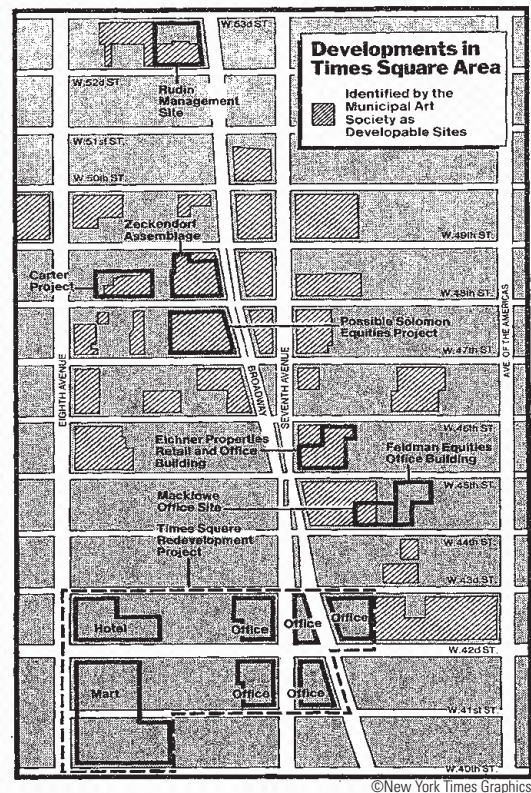 W. 53d ST.
Developments in
Times Square Area
Identified by the
Municipal Art
Society as
Developable Sites
W. 52d ST.
Rudin
Management
Site
W. 51st ST.
W. 50th ST.
W. 49th ST.
Zeckendorf
Assemblage
Carter
Project
W. 48th ST.
Possible Solomon
Equities Project
W. 47th ST.
EIGHTH AVENUE
BROADWAY
SEVENTH AVENUE
AVE. OF THE AMERICAS
W. 46th ST.
Eichner Properties
Retail and Office
Building
Feldman Equities
Office Building
W. 45th ST.
Macklowe
Office Site
Times Square
Redevelopment
Project
W. 44th ST.
W. 43d ST.
Hotel
Office
Office
Office
W. 42d ST.
Mart
Office
Office
W. 41st ST.
W. 40th ST.
©New York Times Graphics